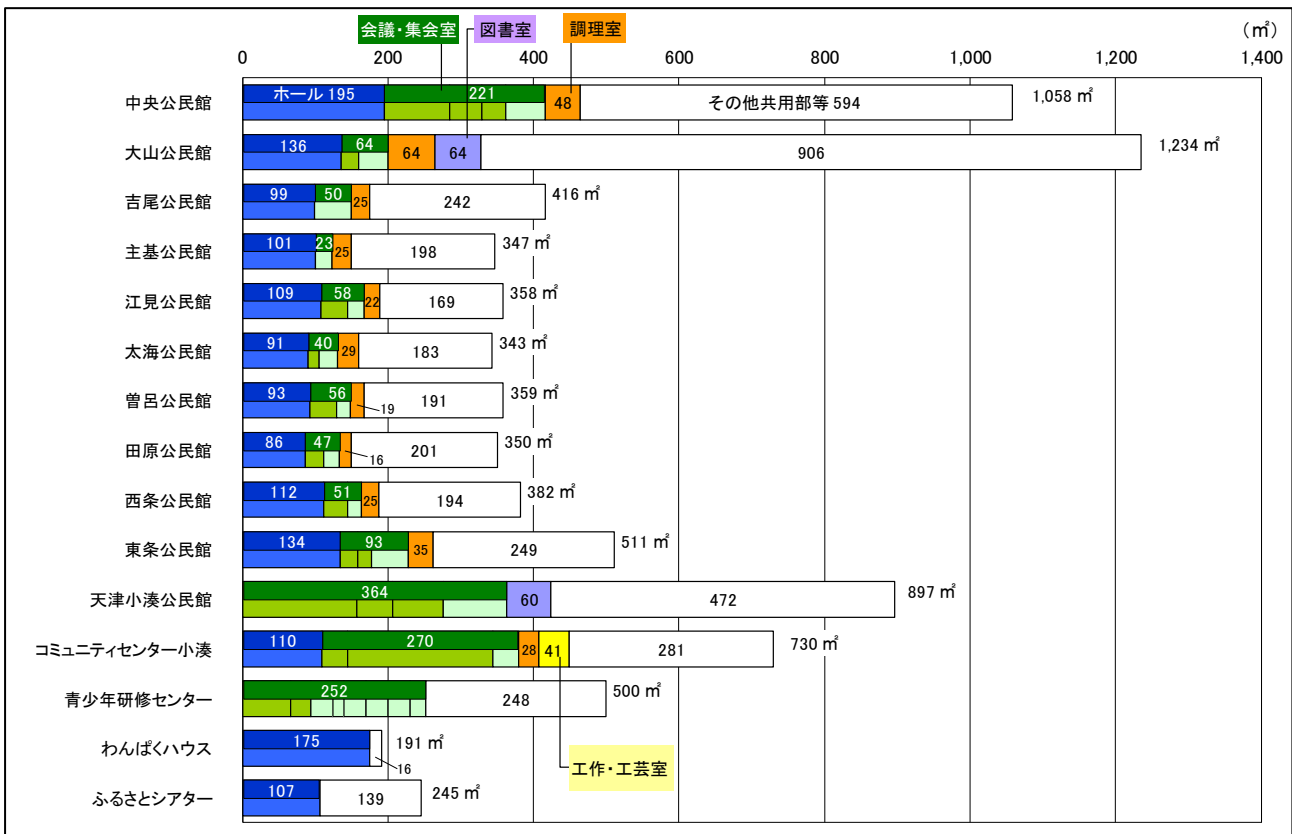 会議・集会室 図書室 調理室 (㎡)
0 200 400 600 800 1,000 1,200 1,400
中央公民館 ホール 195 221 48 その他共用部等 594 1,058 ㎡
大山公民館 136 64 64 64 906 1,234 ㎡
吉尾公民館 99 50 25 242 416 ㎡
主基公民館 101 23 25 198 347 ㎡
江見公民館 109 58 22 169 358 ㎡
太海公民館 91 40 29 183 343 ㎡
曽呂公民館 93 56 19 191 359 ㎡
田原公民館 86 47 16 201 350 ㎡
西条公民館 112 51 25 194 382 ㎡
東条公民館 134 93 35 249 511 ㎡
天津小湊公民館 364 60 472 897 ㎡
コミュニティセンター小湊 110 270 28 41 281 730 ㎡
青少年研修センター 252 248 500 ㎡
わんぱくハウス 175 16 191 ㎡
工作・工芸室
ふるさとシアター 107 139 245 ㎡